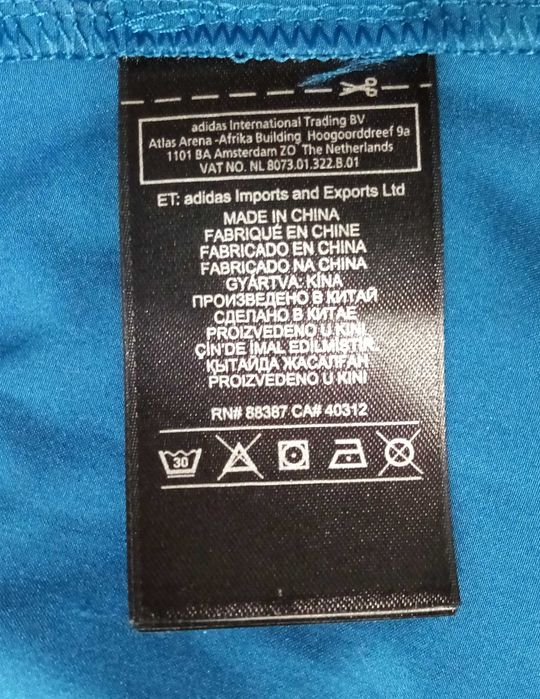 adidas International Trading BV
Atlas Arena -Afrika Building Hoogoorddreef 9a
1101 BA Amsterdam ZO The Netherlands
VAT NO. NL 8073.01.322.B.01
ET: adidas Imports and Exports Ltd
MADE IN CHINA
FABRIQUÉ EN CHINE
FABRICADO EN CHINA
FABRICADO NA CHINA
GYÁRTVA: KÍNA
ПРОИЗВЕДЕНО В КИТАЙ
СДЕЛАНО В КИТАЕ
PROIZVEDENO U KINI
ÇİN'DE İMAL EDİLMİŞTİR
ҚЫТАЙДА ЖАСАЛҒАН
PROIZVEDENO U KINI
RN# 88387 CA# 40312
30